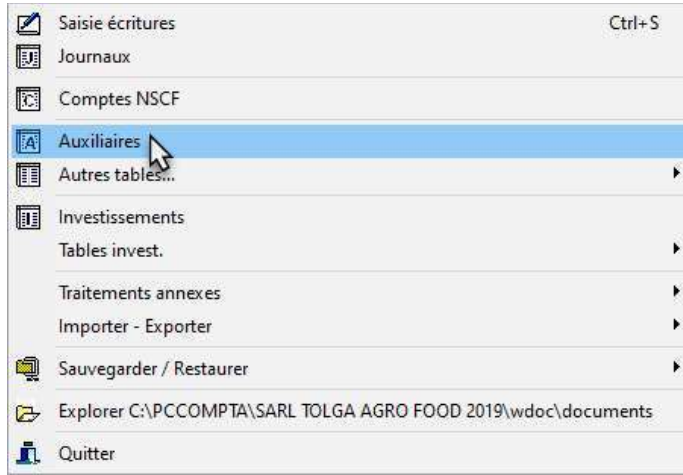 Saisie écritures Ctrl+S
Journaux
Comptes NSCF
Auxiliaires
Autres tables...
Investissements
Tables invest.
Traitements annexes
Importer - Exporter
Sauvegarder / Restaurer
Explorer C:\PCCOMPTA\SARL TOLGA AGRO FOOD 2019\wdoc\documents
Quitter